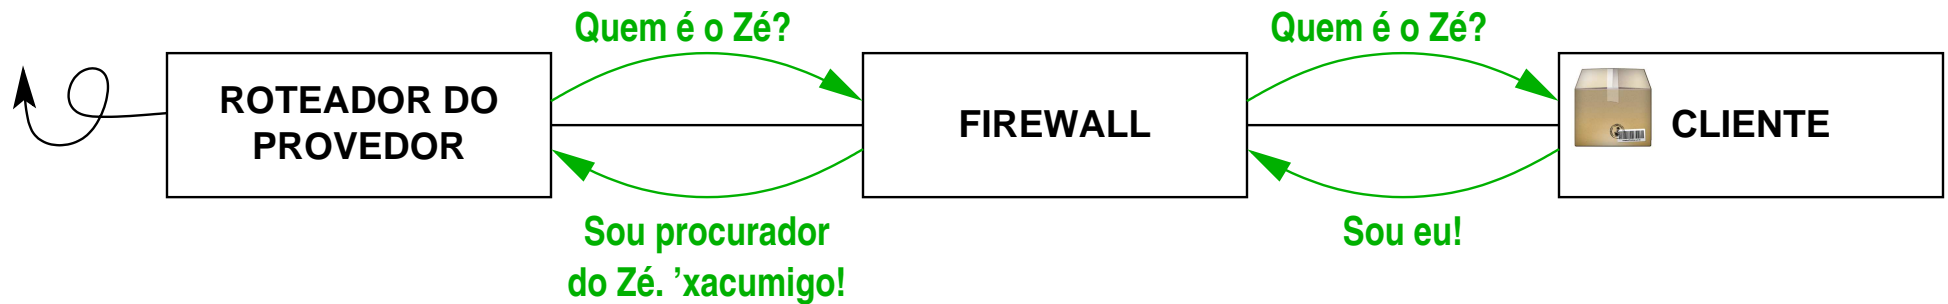 Quem é o Zé?
Quem é o Zé?
ROTEADOR DO
PROVEDOR
FIREWALL
CLIENTE
Sou procurador
do Zé. ’xacumigo!
Sou eu!